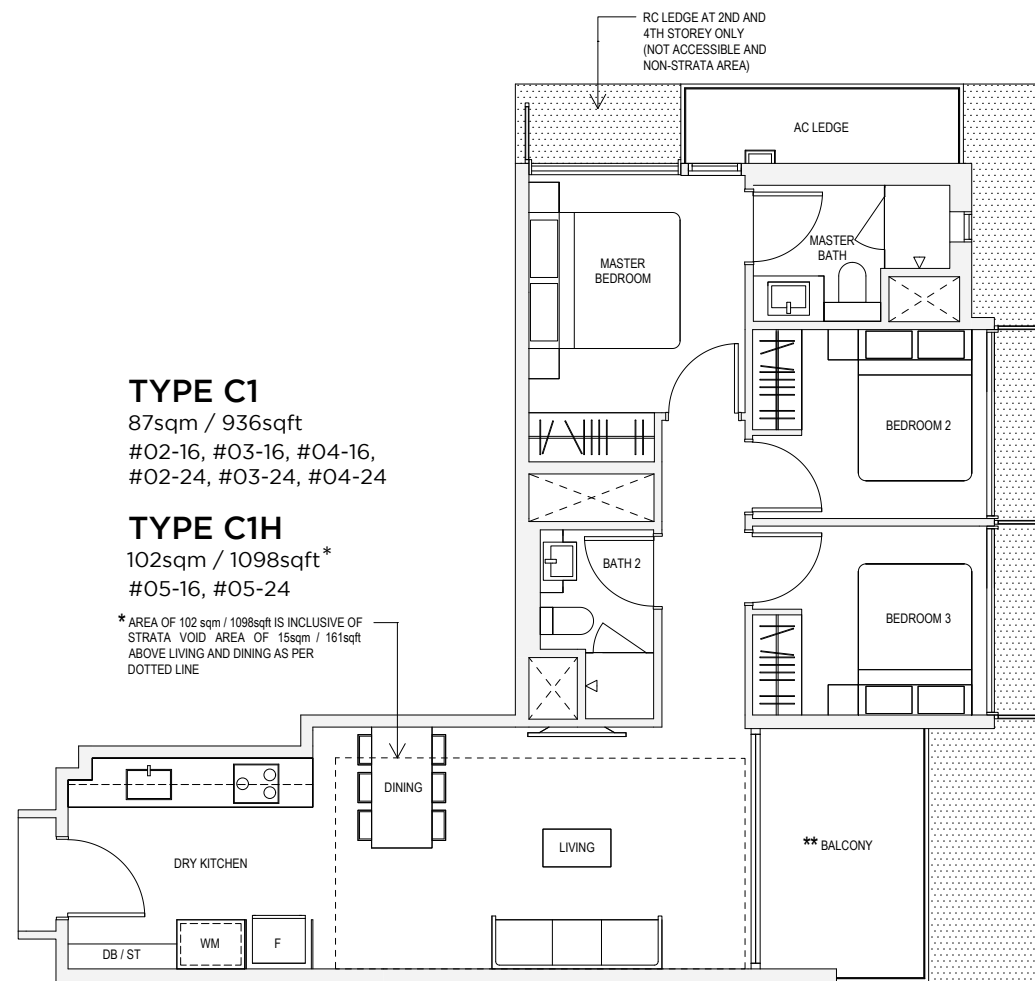 RC LEDGE AT 2ND AND
4TH STOREY ONLY
(NOT ACCESSIBLE AND
NON-STRATA AREA)
AC LEDGE
MASTER
BEDROOM
MASTER
BATH
TYPE C1
87sqm / 936sqft
#02-16, #03-16, #04-16,
#02-24, #03-24, #04-24
BEDROOM 2
TYPE C1H
102sqm / 1098sqft*
#05-16, #05-24
BATH 2
BEDROOM 3
* AREA OF 102 sqm / 1098sqft IS INCLUSIVE OF
STRATA VOID AREA OF 15sqm / 161sqft
ABOVE LIVING AND DINING AS PER
DOTTED LINE
DINING
LIVING
** BALCONY
DRY KITCHEN
DB / ST
WM
F